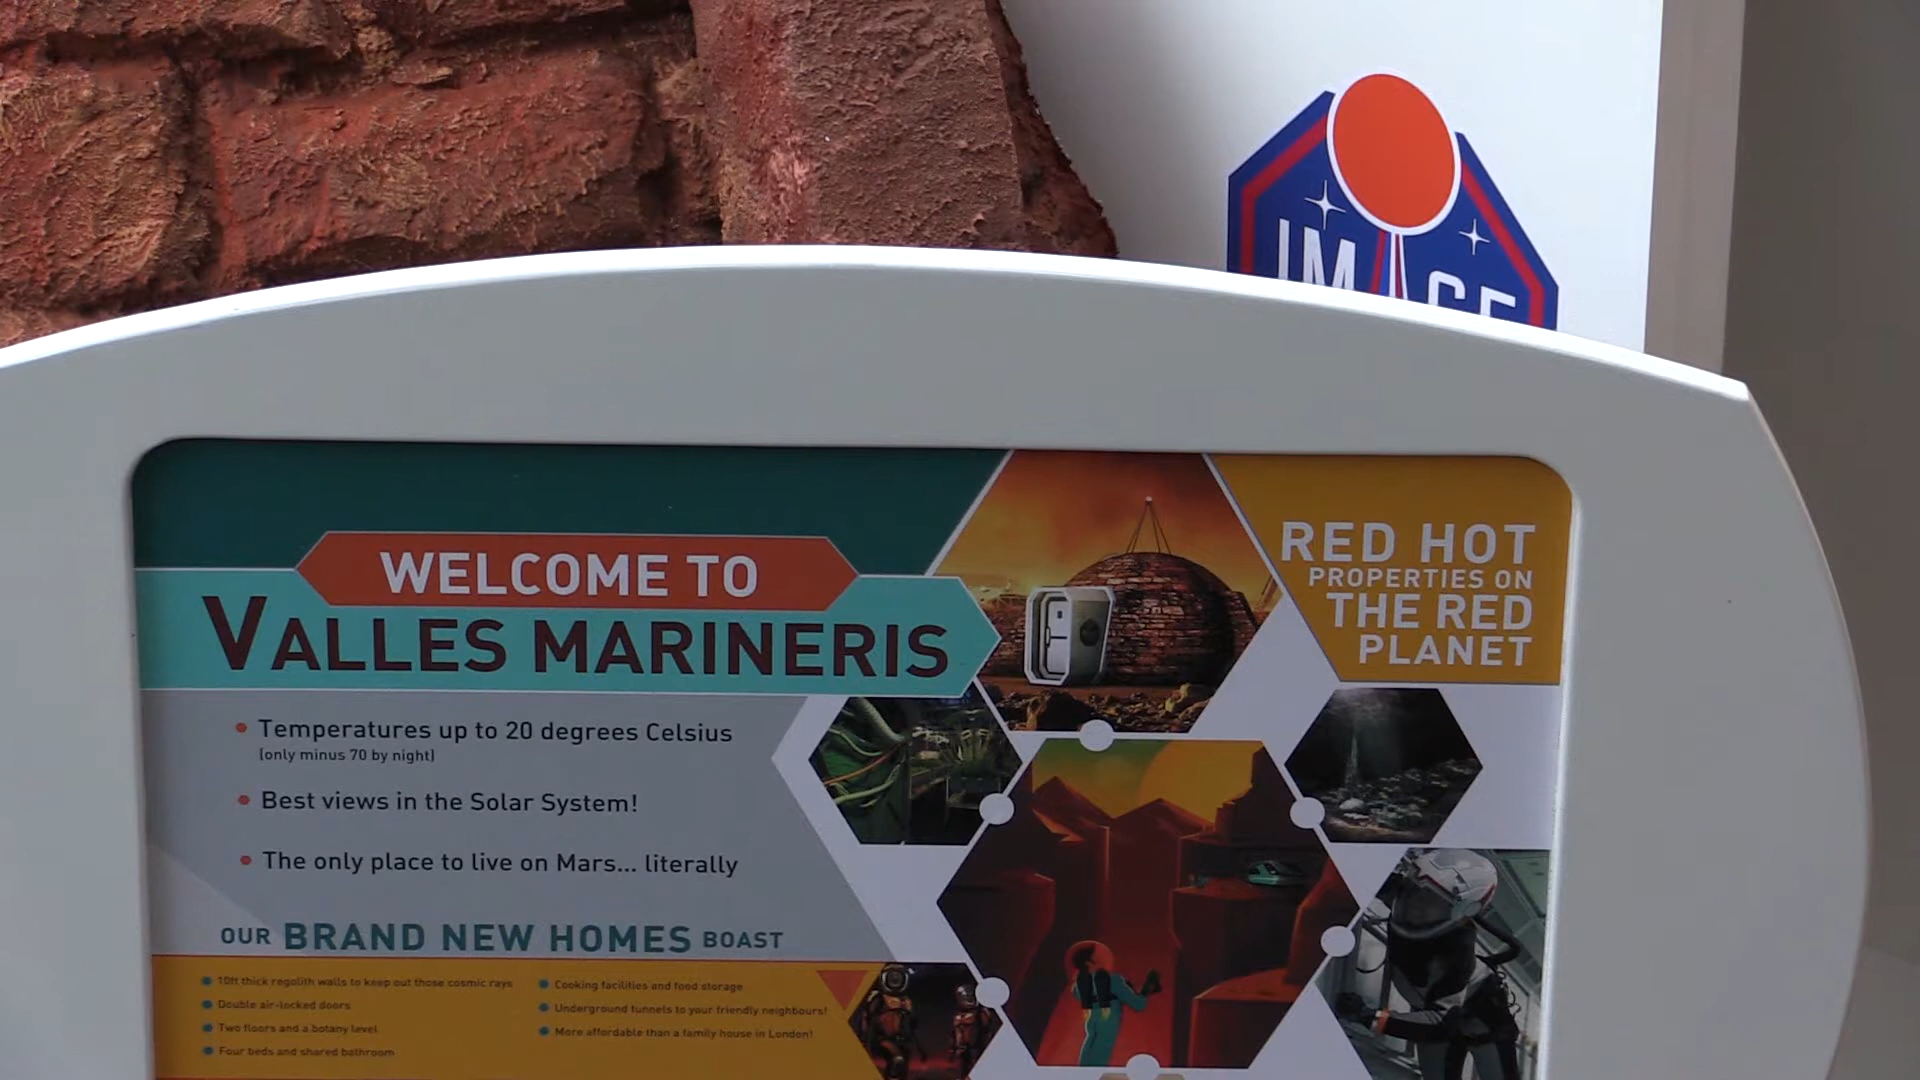 IMAGE
WELCOME TO
VALLES MARINERIS
RED HOT
PROPERTIES ON
THE RED
PLANET
• Temperatures up to 20 degrees Celsius
(only minus 70 by night)
• Best views in the Solar System!
• The only place to live on Mars... literally
OUR BRAND NEW HOMES BOAST
• 10ft thick regolith walls to keep out those cosmic rays
• Double air-locked doors
• Two floors and a botany level
• Four beds and shared bathroom
• Cooking facilities and food storage
• Underground tunnels to your friendly neighbours!
• More affordable than a family house in London!